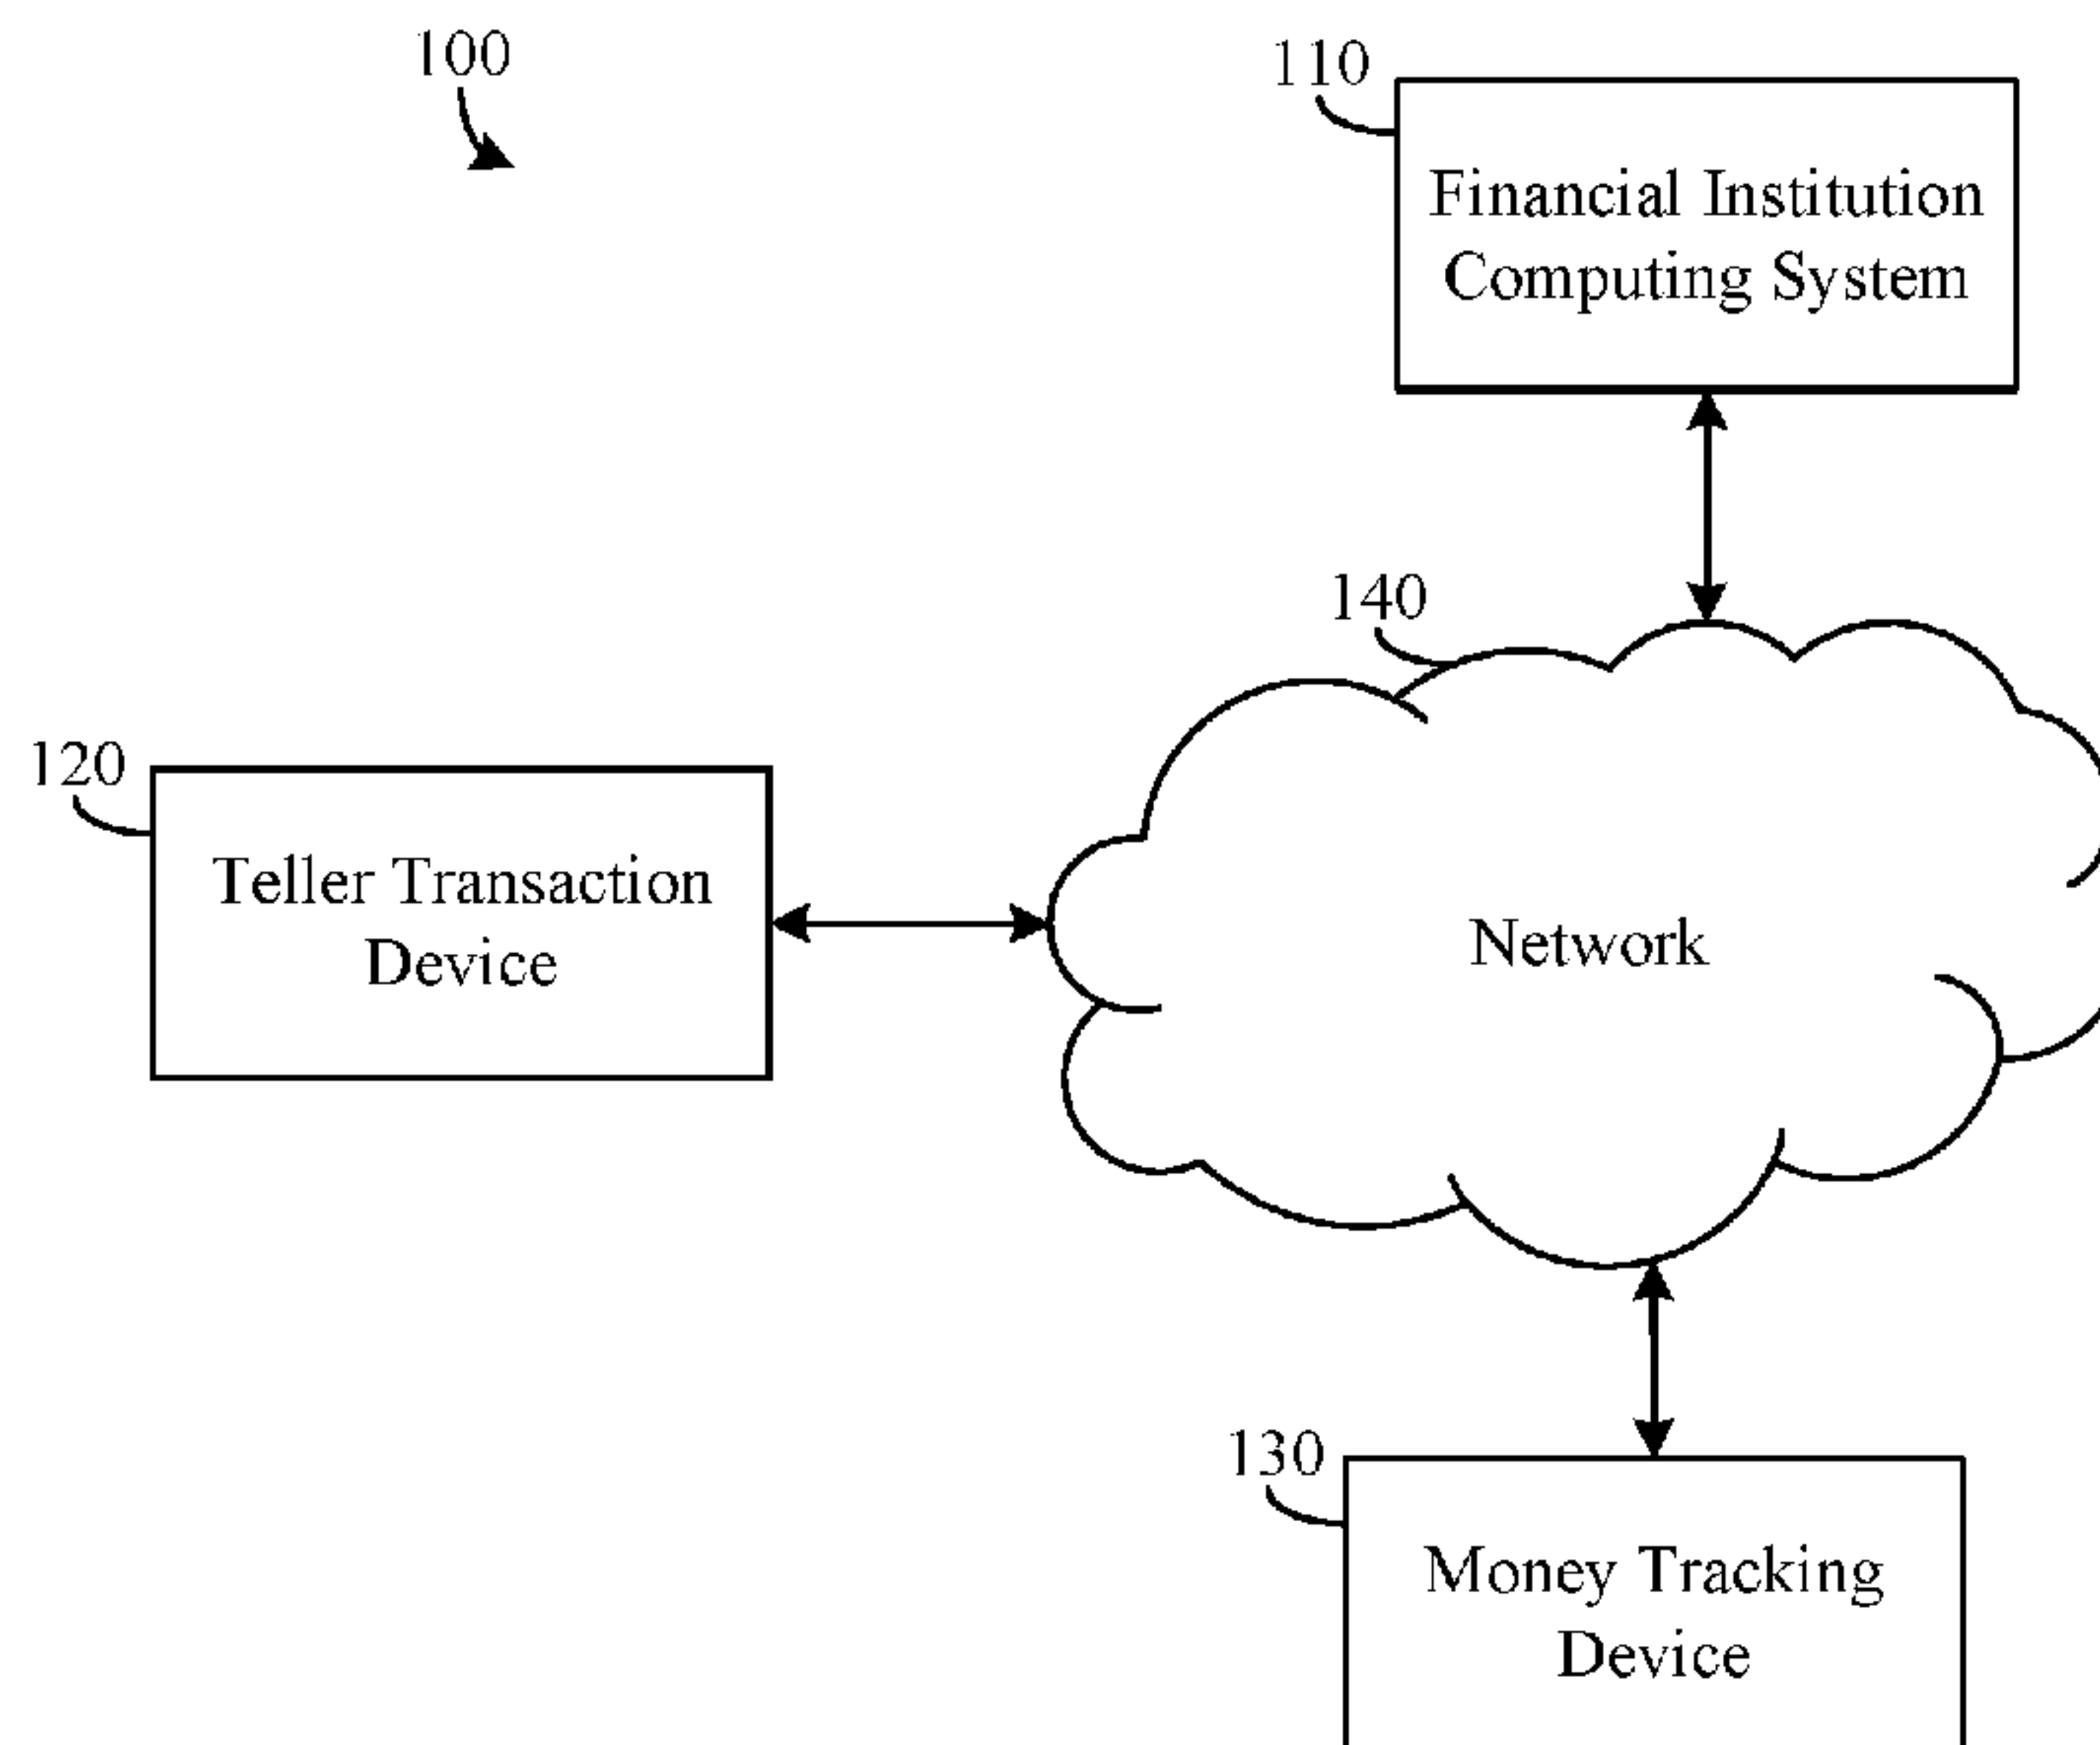 100
110
Financial Institution
Computing System
140
120
Teller Transaction
Device
Network
130
Money Tracking
Device